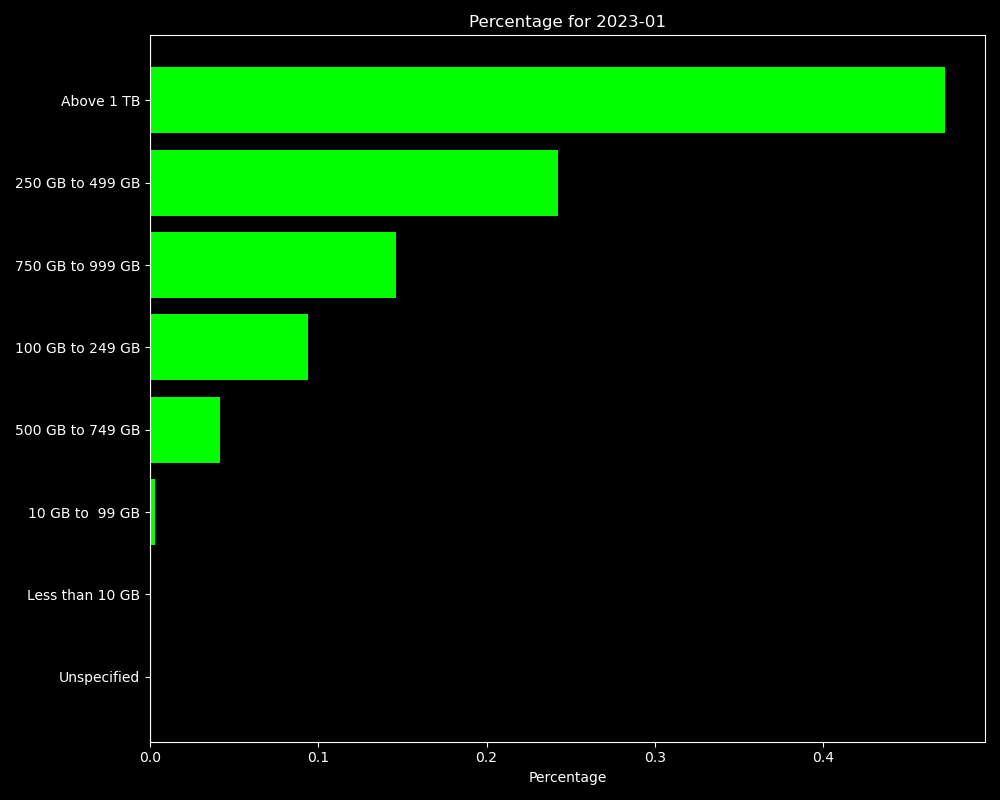 Percentage for 2023-01
Above 1 TB
250 GB to 499 GB
750 GB to 999 GB
100 GB to 249 GB
500 GB to 749 GB
10 GB to  99 GB
Less than 10 GB
Unspecified
0.0 0.1 0.2 0.3 0.4
Percentage